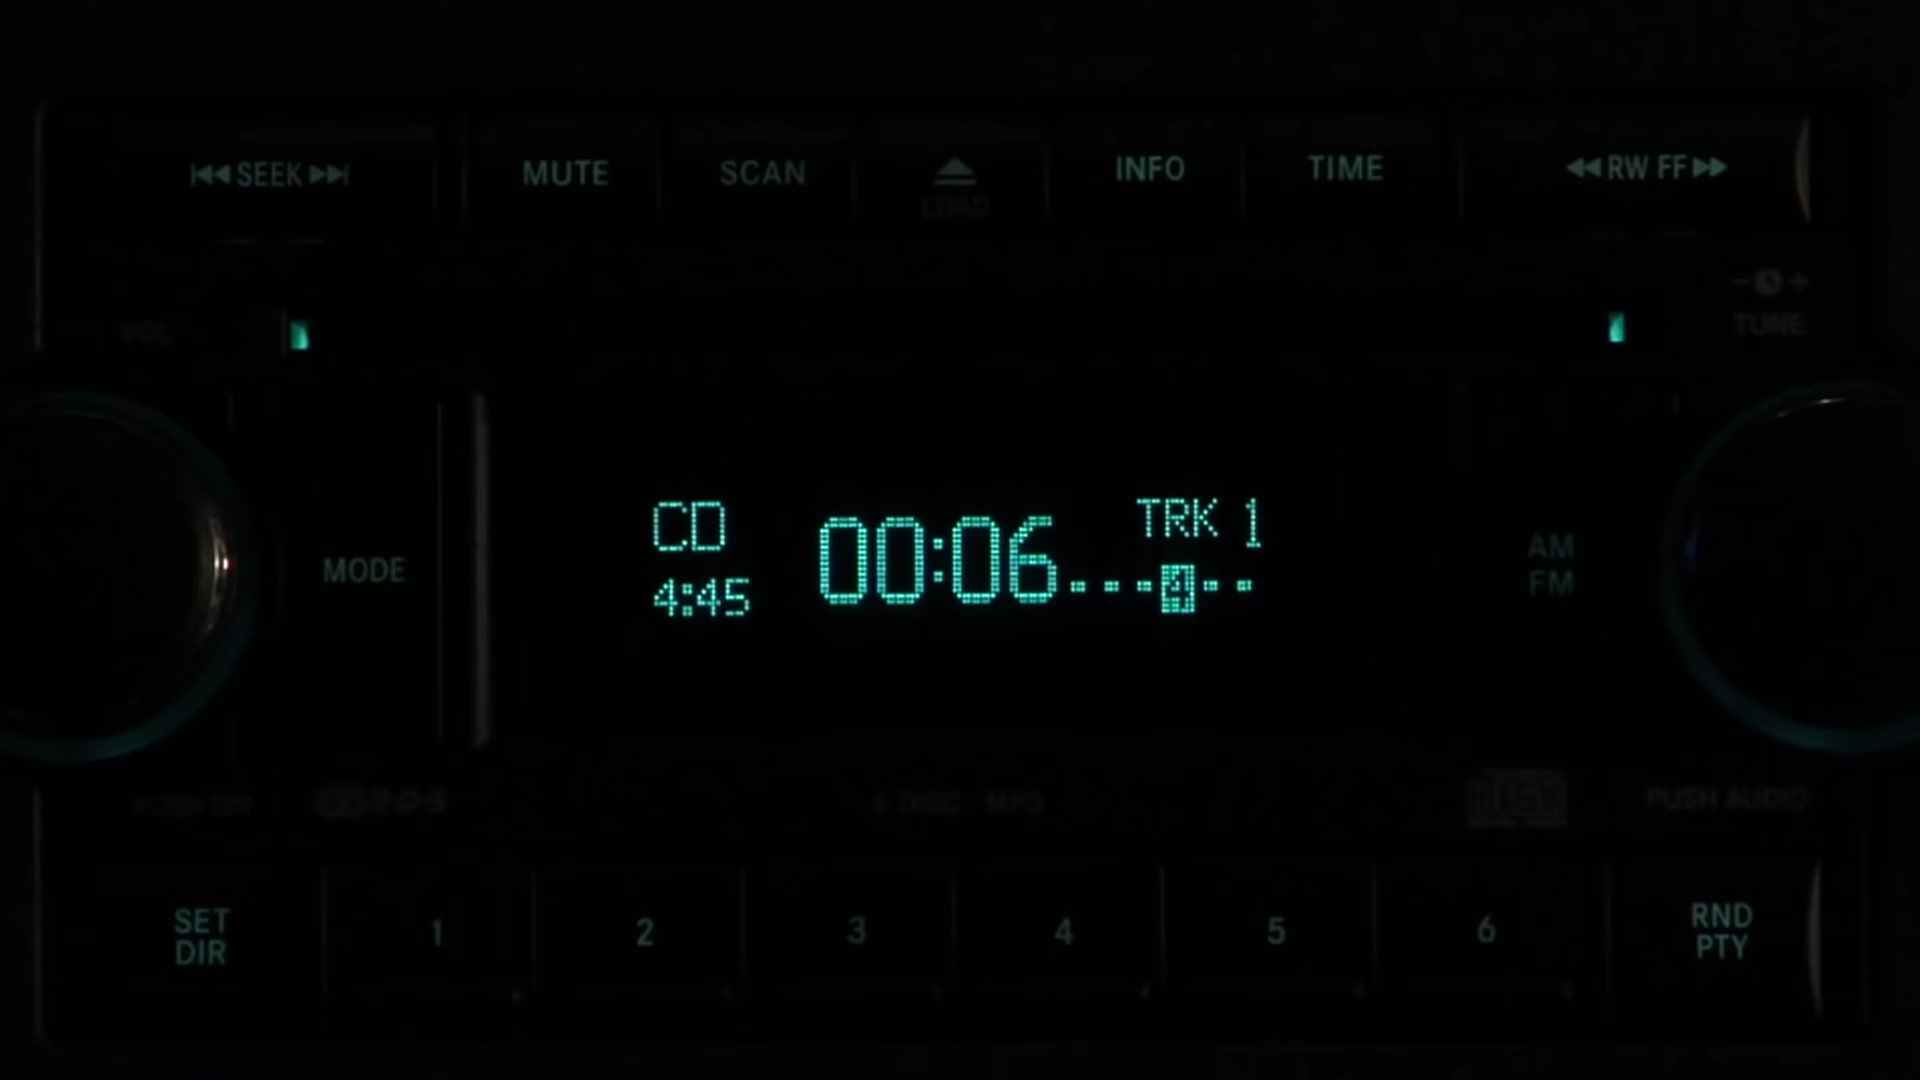 SEEK MUTE SCAN INFO TIME RW FF
LOAD
TUNE
CD 00:06 TRK 1
4:45 ---4--
MODE
AM
FM
6 DISC MP3 PUSH AUDIO
SET
DIR
1 2 3 4 5 6
RND
PTY